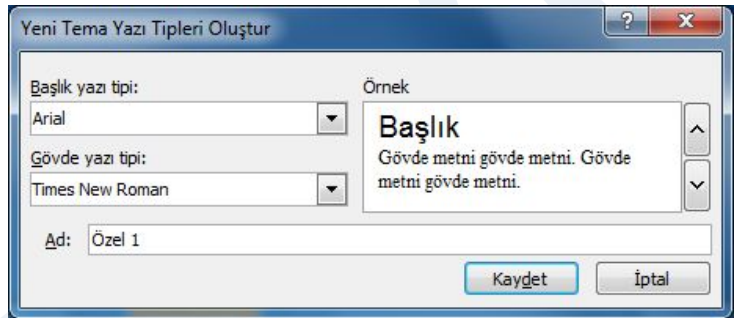 Yeni Tema Yazı Tipleri Oluştur
Başlık yazı tipi:
Arial
Gövde yazı tipi:
Times New Roman
Örnek
Başlık
Gövde metni gövde metni. Gövde
metni gövde metni.
Ad: Özel 1
Kaydet İptal